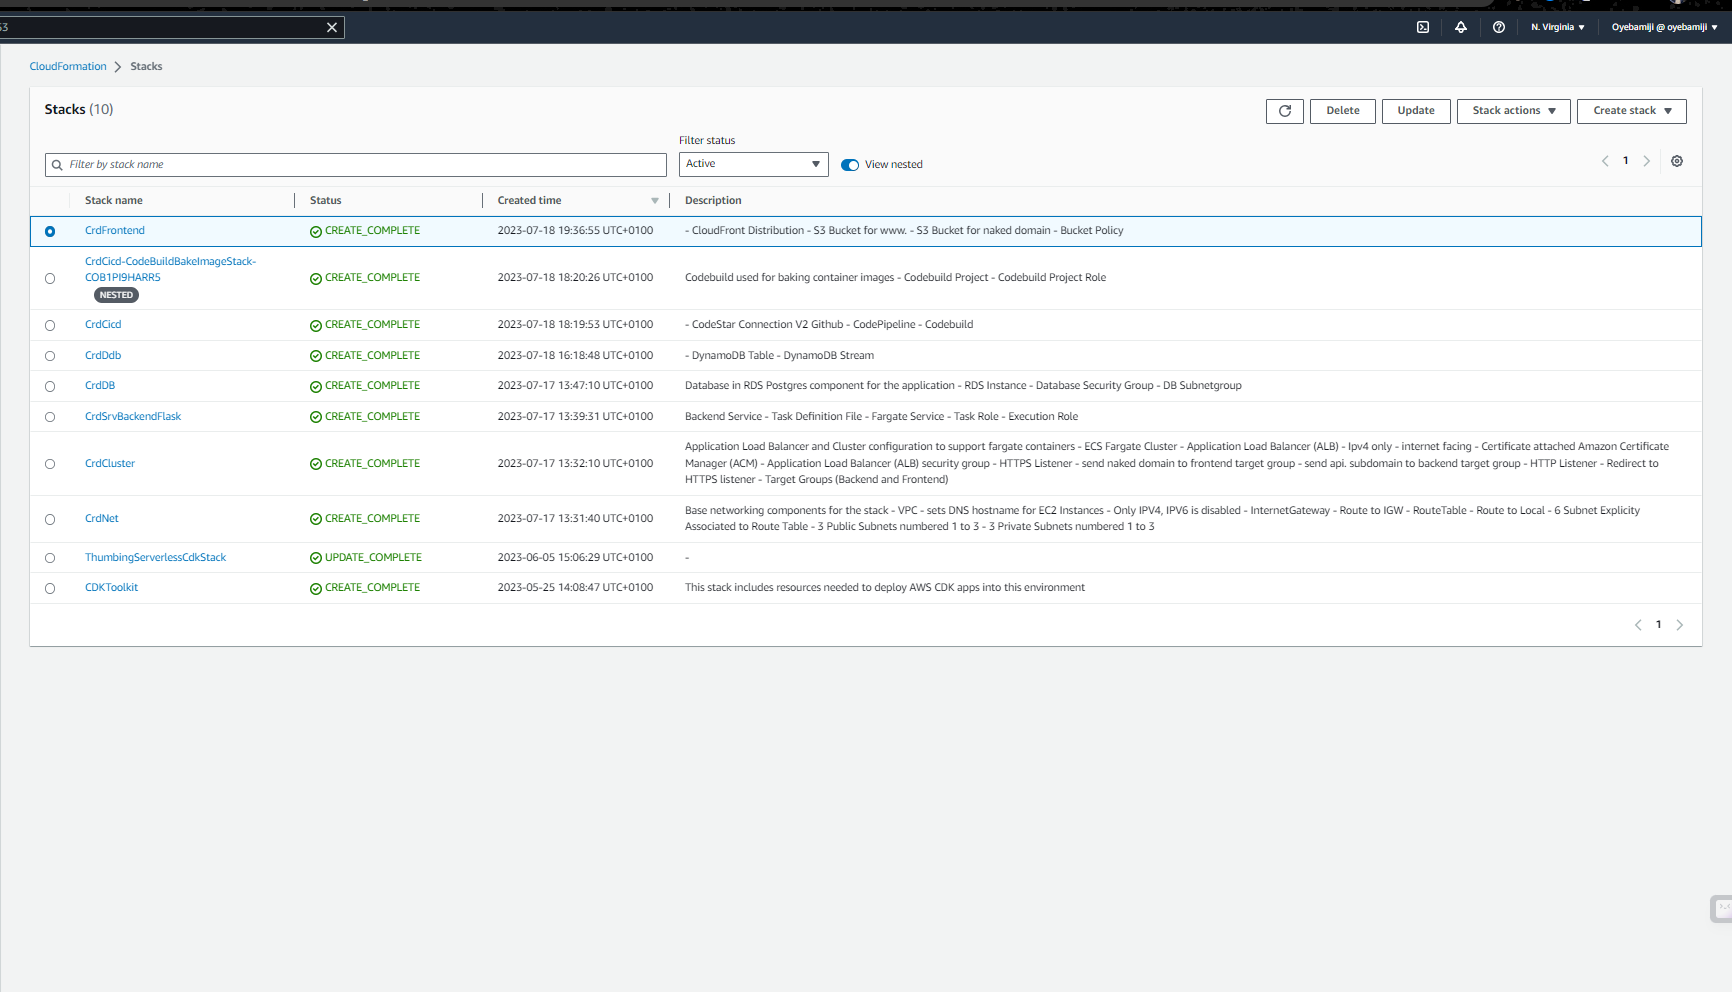 S3
N. Virginia
Oyebamiji @ oyebamiji
CloudFormation
Stacks
Stacks (10)
Delete
Update
Stack actions
Create stack
Filter status
Filter by stack name
Active
View nested
1
Stack name
Status
Created time
Description
CrdFrontend
CREATE_COMPLETE
2023-07-18 19:36:55 UTC+0100
- CloudFront Distribution - S3 Bucket for www. - S3 Bucket for naked domain - Bucket Policy
CrdCicd-CodeBuildBakeImageStack-
COB1PI9HARR5
NESTED
CREATE_COMPLETE
2023-07-18 18:20:26 UTC+0100
Codebuild used for baking container images - Codebuild Project - Codebuild Project Role
CrdCicd
CREATE_COMPLETE
2023-07-18 18:19:53 UTC+0100
- CodeStar Connection V2 Github - CodePipeline - Codebuild
CrdDdb
CREATE_COMPLETE
2023-07-18 16:18:48 UTC+0100
- DynamoDB Table - DynamoDB Stream
CrdDB
CREATE_COMPLETE
2023-07-17 13:47:10 UTC+0100
Database in RDS Postgres component for the application - RDS Instance - Database Security Group - DB Subnetgroup
CrdSrvBackendFlask
CREATE_COMPLETE
2023-07-17 13:39:31 UTC+0100
Backend Service - Task Definition File - Fargate Service - Task Role - Execution Role
CrdCluster
CREATE_COMPLETE
2023-07-17 13:32:10 UTC+0100
Application Load Balancer and Cluster configuration to support fargate containers - ECS Fargate Cluster - Application Load Balancer (ALB) - Ipv4 only - internet facing - Certificate attached Amazon Certificate
Manager (ACM) - Application Load Balancer (ALB) security group - HTTPS Listener - send naked domain to frontend target group - send api. subdomain to backend target group - HTTP Listener - Redirect to
HTTPS listener - Target Groups (Backend and Frontend)
CrdNet
CREATE_COMPLETE
2023-07-17 13:31:40 UTC+0100
Base networking components for the stack - VPC - sets DNS hostname for EC2 Instances - Only IPV4, IPV6 is disabled - InternetGateway - Route to IGW - RouteTable - Route to Local - 6 Subnet Explicity
Associated to Route Table - 3 Public Subnets numbered 1 to 3 - 3 Private Subnets numbered 1 to 3
ThumbingServerlessCdkStack
UPDATE_COMPLETE
2023-06-05 15:06:29 UTC+0100
-
CDKToolkit
CREATE_COMPLETE
2023-05-25 14:08:47 UTC+0100
This stack includes resources needed to deploy AWS CDK apps into this environment
1